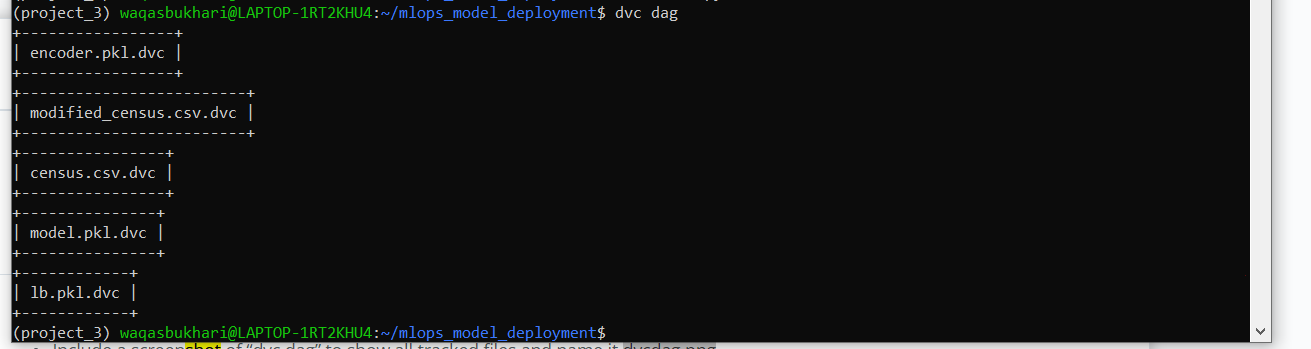 (project_3) waqasbukhari@LAPTOP-1RT2KHU4:~/mlops_model_deployment$ dvc dag
+-----------------+
| encoder.pkl.dvc |
+-----------------+
+-------------------------+
| modified_census.csv.dvc |
+-------------------------+
+----------------+
| census.csv.dvc |
+----------------+
+---------------+
| model.pkl.dvc |
+---------------+
+------------+
| lb.pkl.dvc |
+------------+
(project_3) waqasbukhari@LAPTOP-1RT2KHU4:~/mlops_model_deployment$
Include a screenshot of “dvc dag” to show all tracked files and name it dvcdag.png